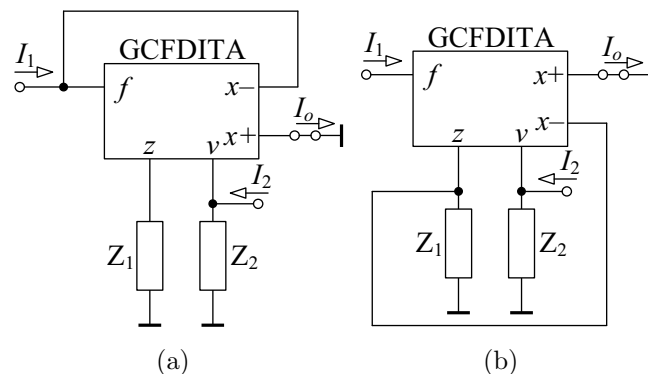 GCFDITA
I1
f
x−
Io
x+
z
v
I2
Z1
Z2
(a)
GCFDITA
I1
f
x+
Io
x−
z
v
I2
Z1
Z2
(b)